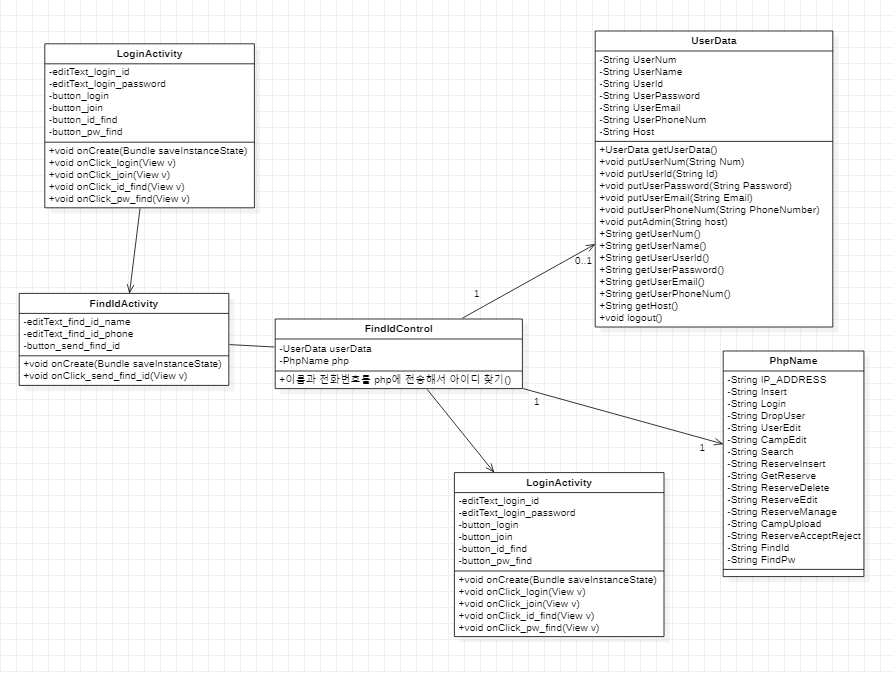 LoginActivity
-editText_login_id
-editText_login_password
-button_login
-button_join
-button_id_find
-button_pw_find
+void onCreate(Bundle saveInstanceState)
+void onClick_login(View v)
+void onClick_join(View v)
+void onClick_id_find(View v)
+void onClick_pw_find(View v)
UserData
-String UserNum
-String UserName
-String UserId
-String UserPassword
-String UserEmail
-String UserPhoneNum
-String Host
+UserData getUserData()
+void putUserNum(String Num)
+void putUserId(String Id)
+void putUserPassword(String Password)
+void putUserEmail(String Email)
+void putUserPhoneNum(String PhoneNumber)
+void putAdmin(String host)
+String getUserNum()
+String getUserName()
+String getUserUserId()
+String getUserPassword()
+String getUserEmail()
+String getUserPhoneNum()
+String getHost()
+void logout()
0..1
1
FindIdActivity
-editText_find_id_name
-editText_find_id_phone
-button_send_find_id
+void onCreate(Bundle saveInstanceState)
+void onClick_send_find_id(View v)
FindIdControl
-UserData userData
-PhpName php
+이름과 전화번호를 php에 전송해서 아이디 찾기()
1
1
PhpName
-String IP_ADDRESS
-String Insert
-String Login
-String DropUser
-String UserEdit
-String CampEdit
-String Search
-String ReserveInsert
-String GetReserve
-String ReserveDelete
-String ReserveEdit
-String ReserveManage
-String CampUpload
-String ReserveAcceptReject
-String FindId
-String FindPw
LoginActivity
-editText_login_id
-editText_login_password
-button_login
-button_join
-button_id_find
-button_pw_find
+void onCreate(Bundle saveInstanceState)
+void onClick_login(View v)
+void onClick_join(View v)
+void onClick_id_find(View v)
+void onClick_pw_find(View v)